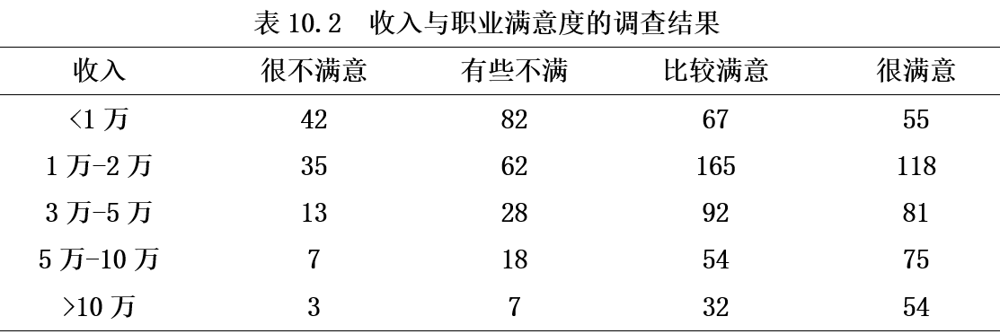 表 10.2 收入与职业满意度的调查结果
收入 很不满意 有些不满 比较满意 很满意
<1 万 42 82 67 55
1 万-2 万 35 62 165 118
3 万-5 万 13 28 92 81
5 万-10 万 7 18 54 75
>10 万 3 7 32 54